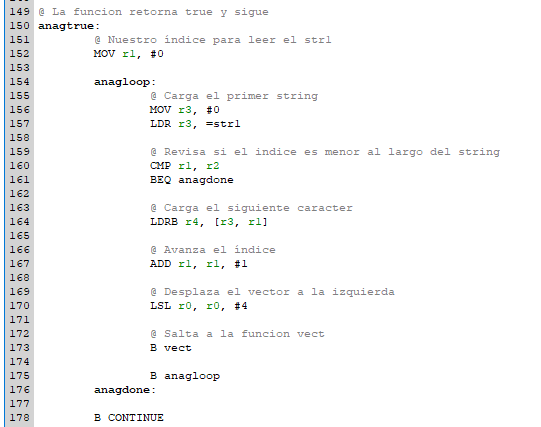 149 @ La funcion retorna true y sigue
150 anagtrue:
151 @ Nuestro indice para leer el str1
152 MOV r1, #0
153
154 anagloop:
155 @ Carga el primer string
156 MOV r3, #0
157 LDR r3, =str1
158
159 @ Revisa si el indice es menor al largo del string
160 CMP r1, r2
161 BEQ anagdone
162
163 @ Carga el siguiente caracter
164 LDRB r4, [r3, r1]
165
166 @ Avanza el indice
167 ADD r1, r1, #1
168
169 @ Desplaza el vector a la izquierda
170 LSL r0, r0, #4
171
172 @ Salta a la funcion vect
173 B vect
174
175 B anagloop
176 anagdone:
177
178 B CONTINUE